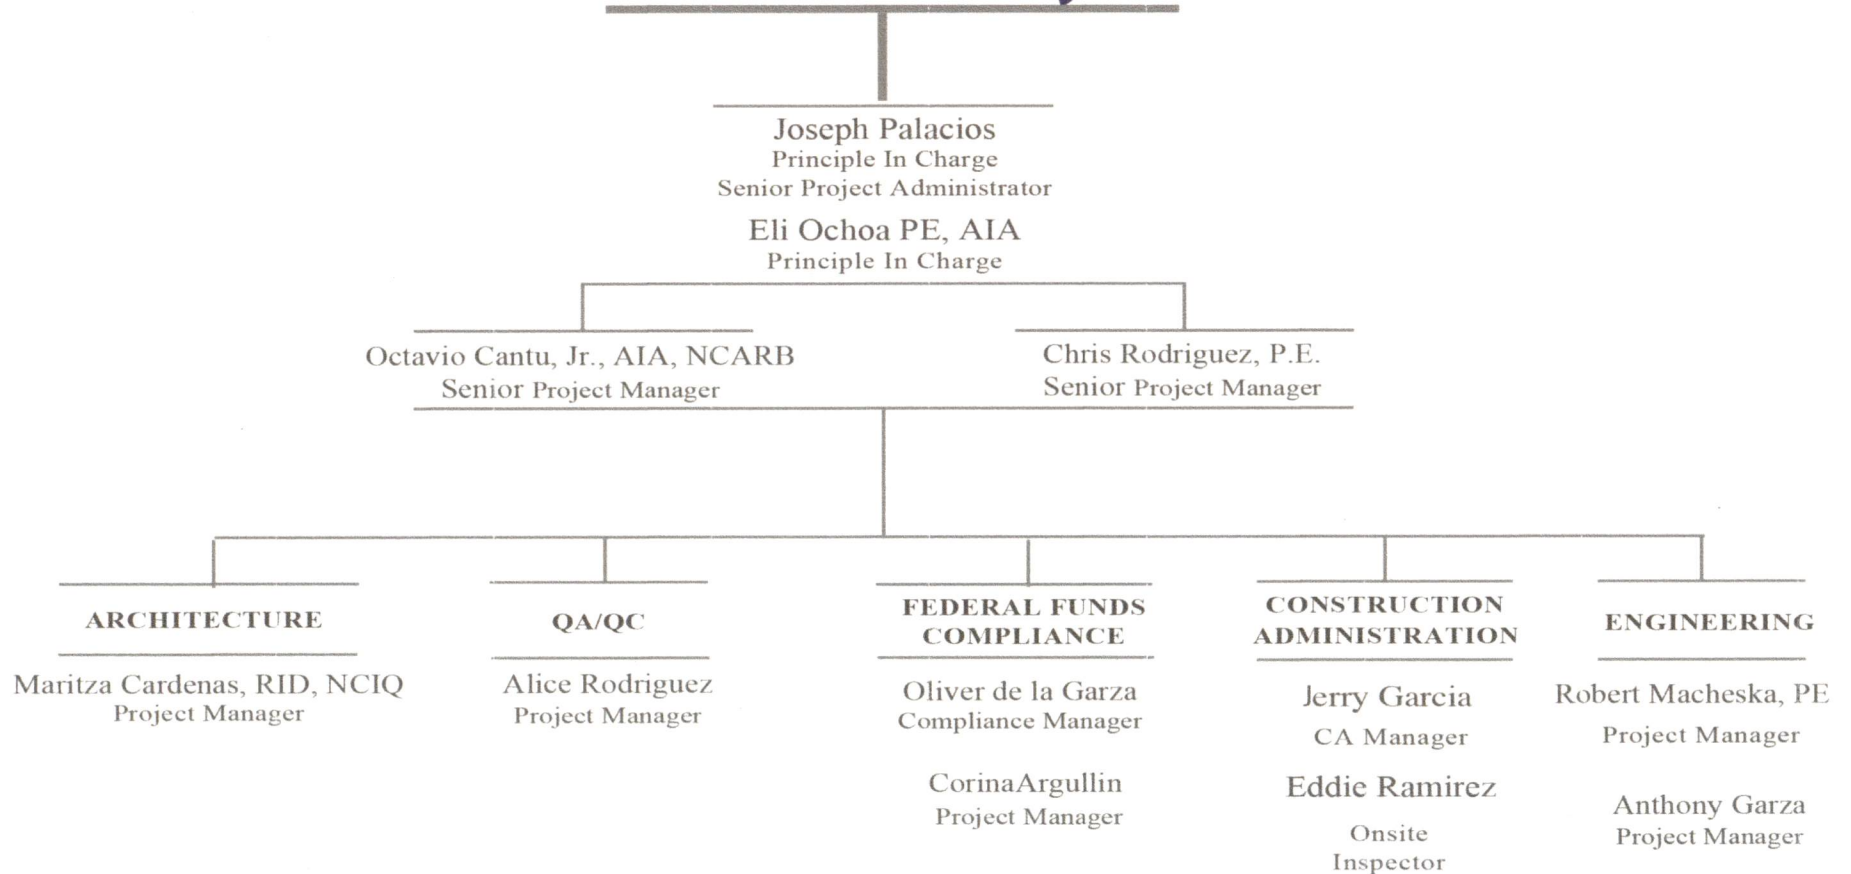 Joseph Palacios
Principle In Charge
Senior Project Administrator
Eli Ochoa PE, AIA
Principle In Charge
Octavio Cantu, Jr., AIA, NCARB
Senior Project Manager
Chris Rodriguez, P.E.
Senior Project Manager
ARCHITECTURE
Maritza Cardenas, RID, NCIQ
Project Manager
QA/QC
Alice Rodriguez
Project Manager
FEDERAL FUNDS
COMPLIANCE
Oliver de la Garza
Compliance Manager
CorinaArgullin
Project Manager
CONSTRUCTION
ADMINISTRATION
Jerry Garcia
CA Manager
Eddie Ramirez
Onsite
Inspector
ENGINEERING
Robert Macheska, PE
Project Manager
Anthony Garza
Project Manager